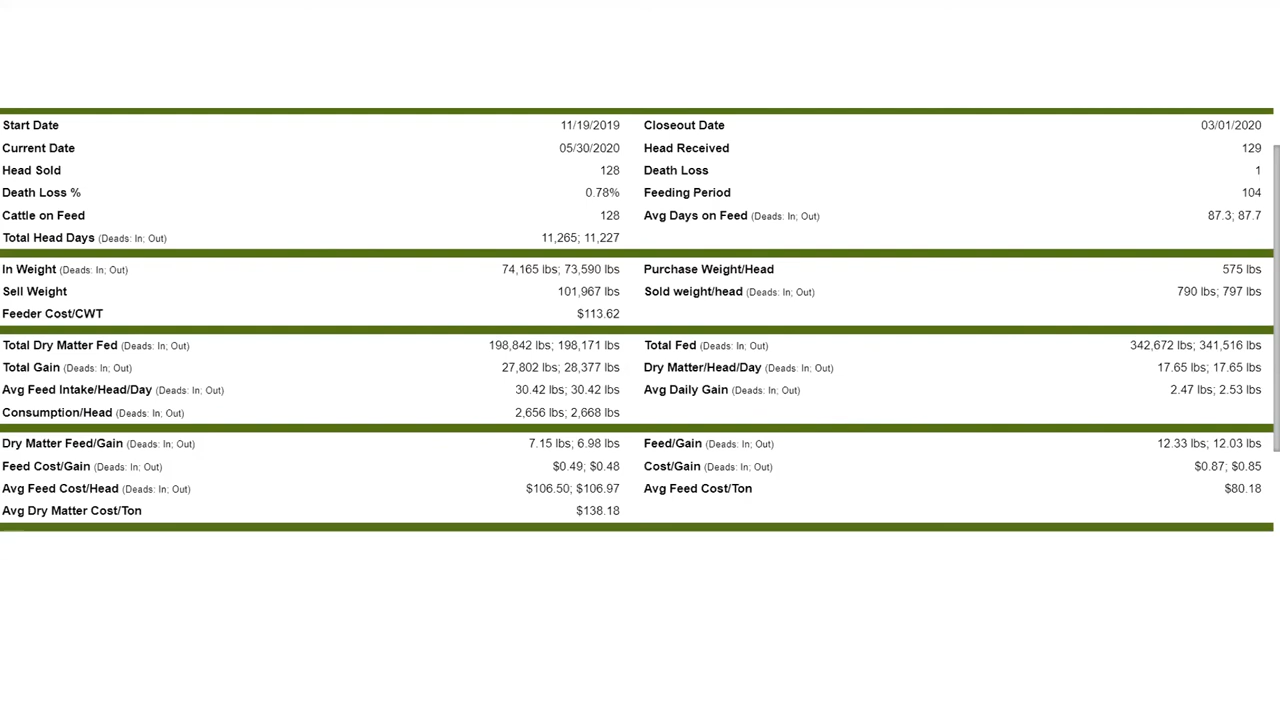 Start Date 11/19/2019 Closeout Date 03/01/2020
Current Date 05/30/2020 Head Received 129
Head Sold 128 Death Loss 1
Death Loss % 0.78% Feeding Period 104
Cattle on Feed 128 Avg Days on Feed (Deads: In; Out) 87.3; 87.7
Total Head Days (Deads: In; Out) 11,265; 11,227
In Weight (Deads: In; Out) 74,165 lbs; 73,590 lbs Purchase Weight/Head 575 lbs
Sell Weight 101,967 lbs Sold weight/head (Deads: In; Out) 790 lbs; 797 lbs
Feeder Cost/CWT $113.62
Total Dry Matter Fed (Deads: In; Out) 198,842 lbs; 198,171 lbs Total Fed (Deads: In; Out) 342,672 lbs; 341,516 lbs
Total Gain (Deads: In; Out) 27,802 lbs; 28,377 lbs Dry Matter/Head/Day (Deads: In; Out) 17.65 lbs; 17.65 lbs
Avg Feed Intake/Head/Day (Deads: In; Out) 30.42 lbs; 30.42 lbs Avg Daily Gain (Deads: In; Out) 2.47 lbs; 2.53 lbs
Consumption/Head (Deads: In; Out) 2,656 lbs; 2,668 lbs
Dry Matter Feed/Gain (Deads: In; Out) 7.15 lbs; 6.98 lbs Feed/Gain (Deads: In; Out) 12.33 lbs; 12.03 lbs
Feed Cost/Gain (Deads: In; Out) $0.49; $0.48 Cost/Gain (Deads: In; Out) $0.87; $0.85
Avg Feed Cost/Head (Deads: In; Out) $106.50; $106.97 Avg Feed Cost/Ton $80.18
Avg Dry Matter Cost/Ton $138.18